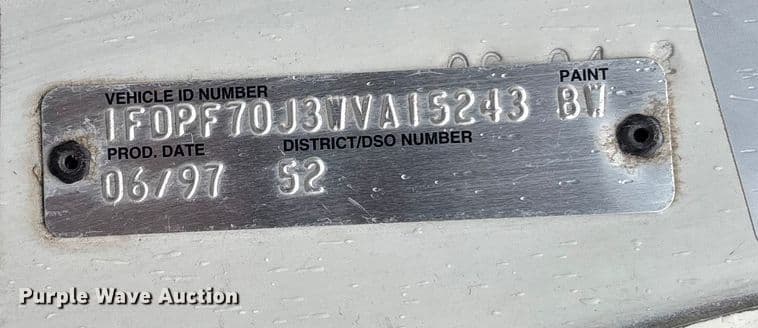 VEHICLE ID NUMBER PAINT
1FDPF70J3WVA15243 BW
PROD. DATE DISTRICT/DSO NUMBER
06/97 52
Purple Wave Auction